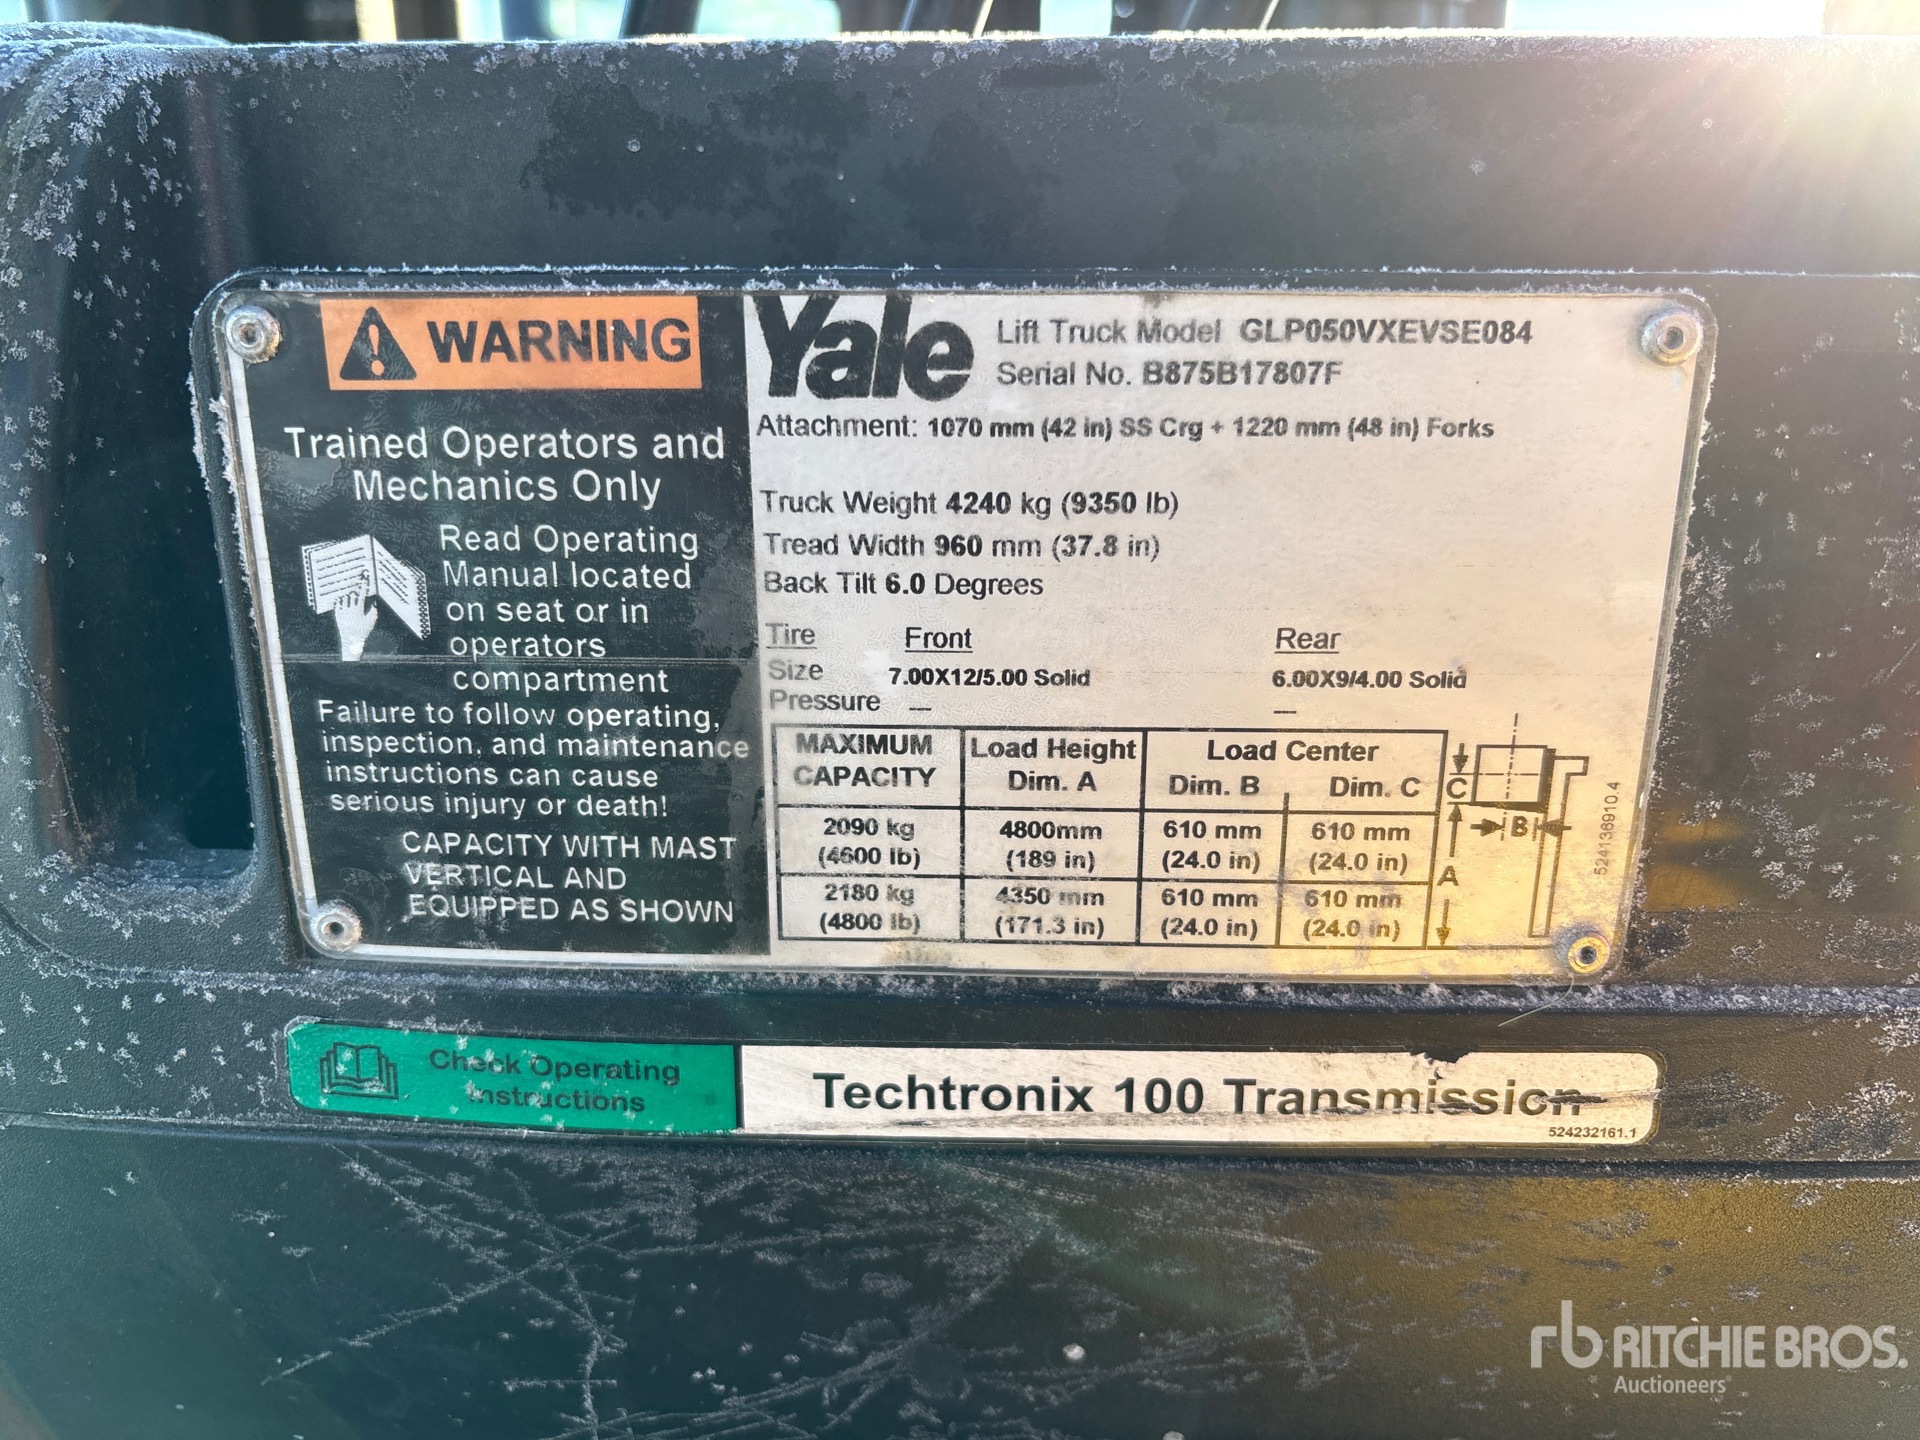 WARNING
Trained Operators and
Mechanics Only
Read Operating
Manual located
on seat or in
operators
compartment
Failure to follow operating,
inspection, and maintenance
instructions can cause
serious injury or death!
CAPACITY WITH MAST
VERTICAL AND
EQUIPPED AS SHOWN
Yale
Lift Truck Model GLP050VXEVSE084
Serial No. B875B17807F
Attachment: 1070 mm (42 in) SS Crg + 1220 mm (48 in) Forks
Truck Weight 4240 kg (9350 lb)
Tread Width 960 mm (37.8 in)
Back Tilt 6.0 Degrees
Tire Front Rear
Size 7.00X12/5.00 Solid 6.00X9/4.00 Solid
Pressure — —
MAXIMUM CAPACITY Load Height Dim. A Load Center Dim. B Dim. C
2090 kg 4800mm 610 mm 610 mm
(4600 lb) (189 in) (24.0 in) (24.0 in)
2180 kg 4350 mm 610 mm 610 mm
(4800 lb) (171.3 in) (24.0 in) (24.0 in)
C
B
A
524136910.4
Check Operating
Instructions
Techtronix 100 Transmission
524232161.1
rb RITCHIE BROS.
Auctioneers